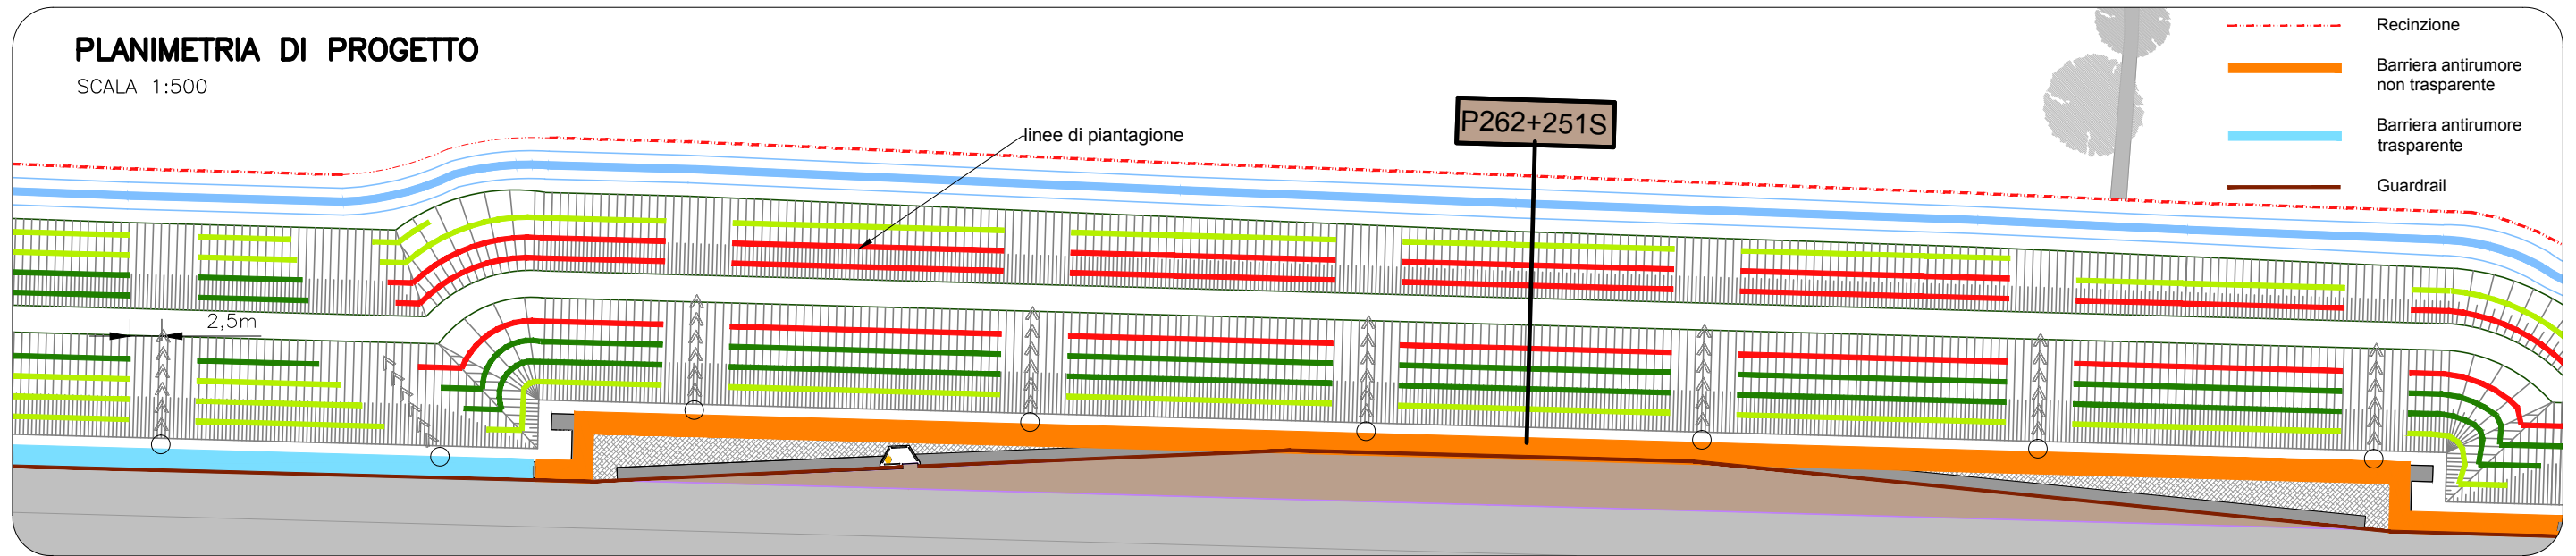 PLANIMETRIA DI PROGETTO
SCALA 1:500
linee di piantagione
P262+251S
Recinzione
Barriera antirumore
non trasparente
Barriera antirumore
trasparente
Guardrail
2,5m